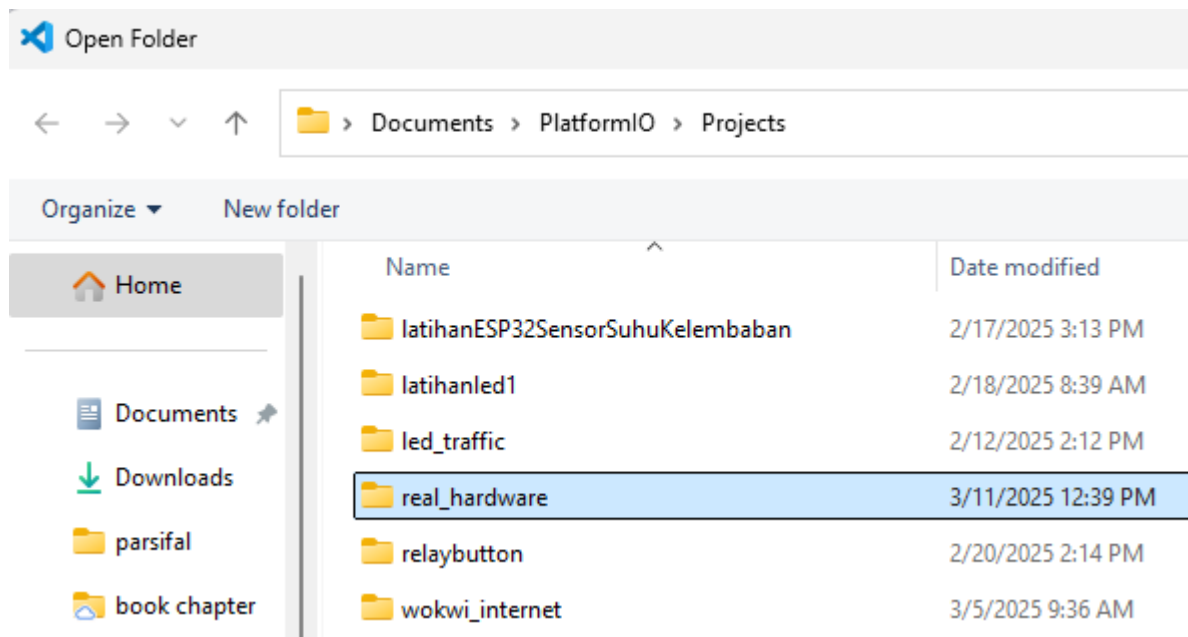 Open Folder
Documents > PlatformIO > Projects
Organize New folder
Name Date modified
Home
latihanESP32SensorSuhuKelembaban 2/17/2025 3:13 PM
latihanled1 2/18/2025 8:39 AM
Documents
led_traffic 2/12/2025 2:12 PM
Downloads
real_hardware 3/11/2025 12:39 PM
parsifal
relaybutton 2/20/2025 2:14 PM
book chapter
wokwi_internet 3/5/2025 9:36 AM